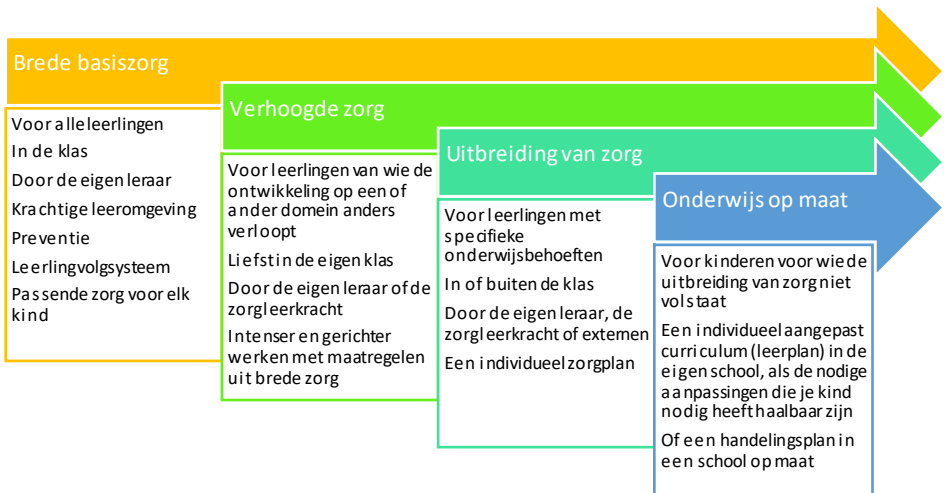 Brede basiszorg
Voor alle leerlingen
In de klas
Door de eigen leraar
Krachtige leeromgeving
Preventie
Leerlingvolgsysteem
Passende zorg voor elk
kind
Verhoogde zorg
Voor leerlingen van wie de
ontwikkeling op een of
ander domein anders
verloopt
Liefst in de eigen klas
Door de eigen leraar of de
zorgleerkracht
Intenser en gerichter
werken met maatregelen
uit brede zorg
Uitbreiding van zorg
Voor leerlingen met
specifieke
onderwijsbehoeften
In of buiten de klas
Door de eigen leraar, de
zorgleerkracht of externen
Een individueel zorgplan
Onderwijs op maat
Voor kinderen voor wie de
uitbreiding van zorg niet
volstaat
Een individueel aangepast
curriculum (leerplan) in de
eigen school, als de nodige
aanpassingen die je kind
nodig heeft haalbaar zijn
Of een handelingsplan in
een school op maat